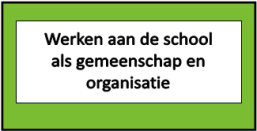 Werken aan de school
als gemeenschap en
organisatie